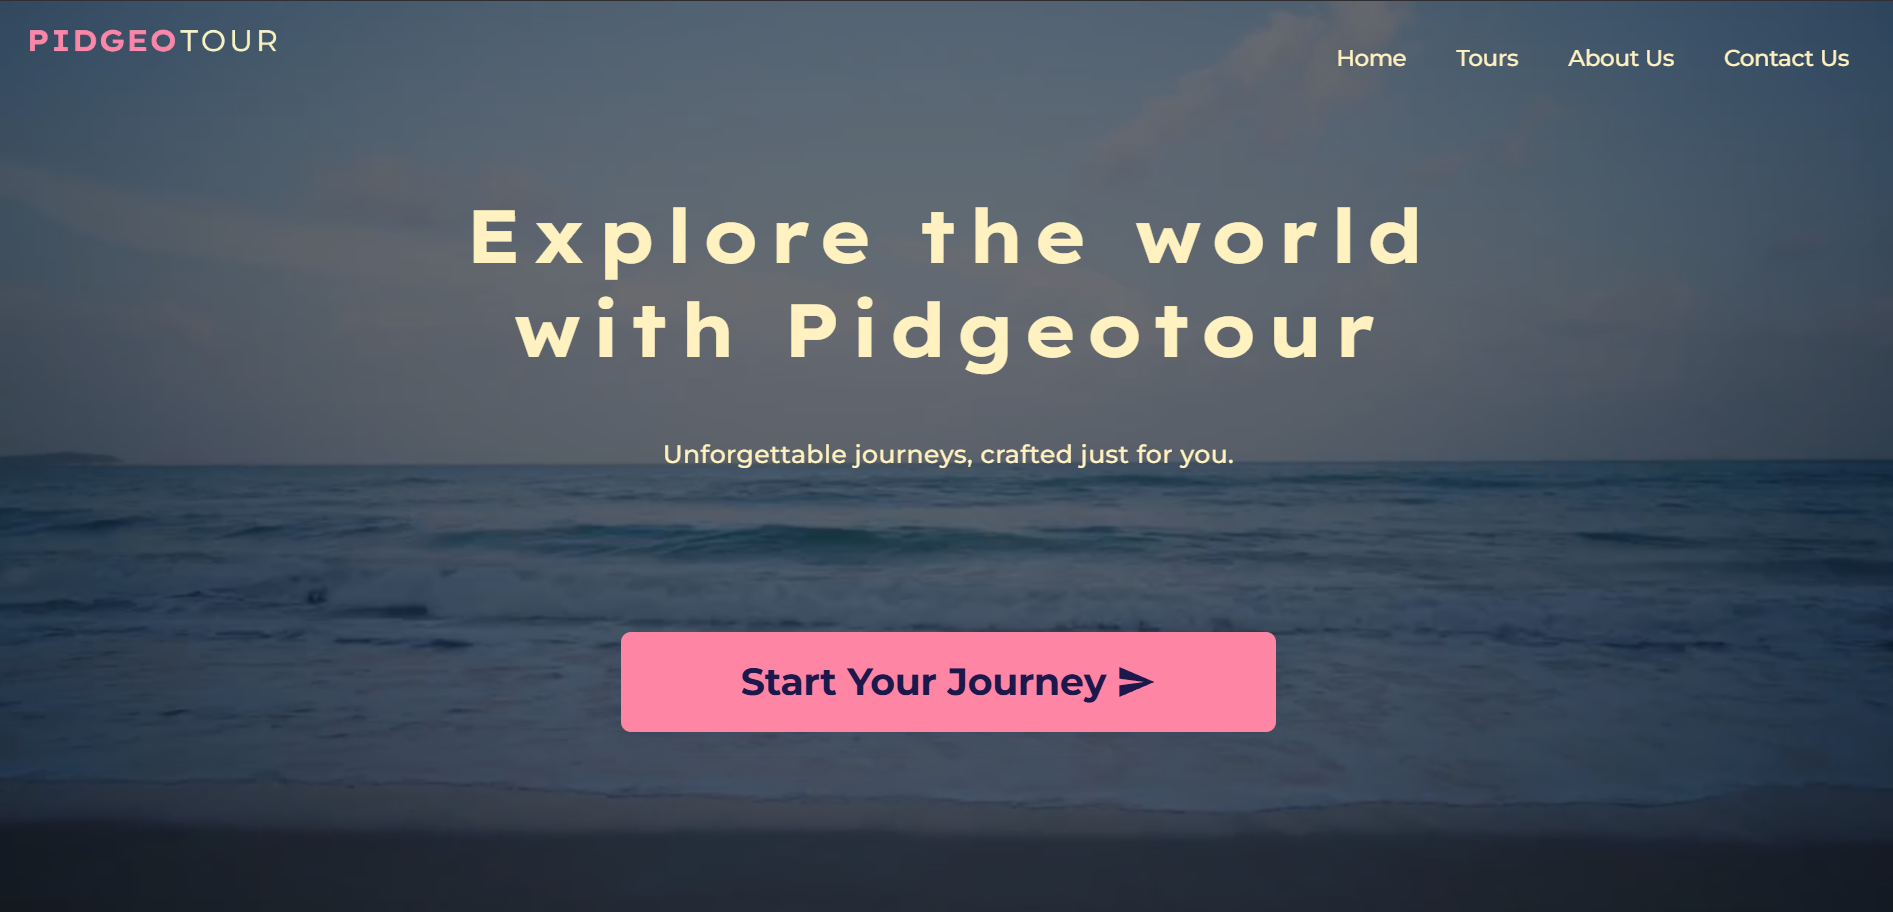 PIDGEOTOUR
Home Tours About Us Contact Us
Explore the world
with Pidgeotour
Unforgettable journeys, crafted just for you.
Start Your Journey